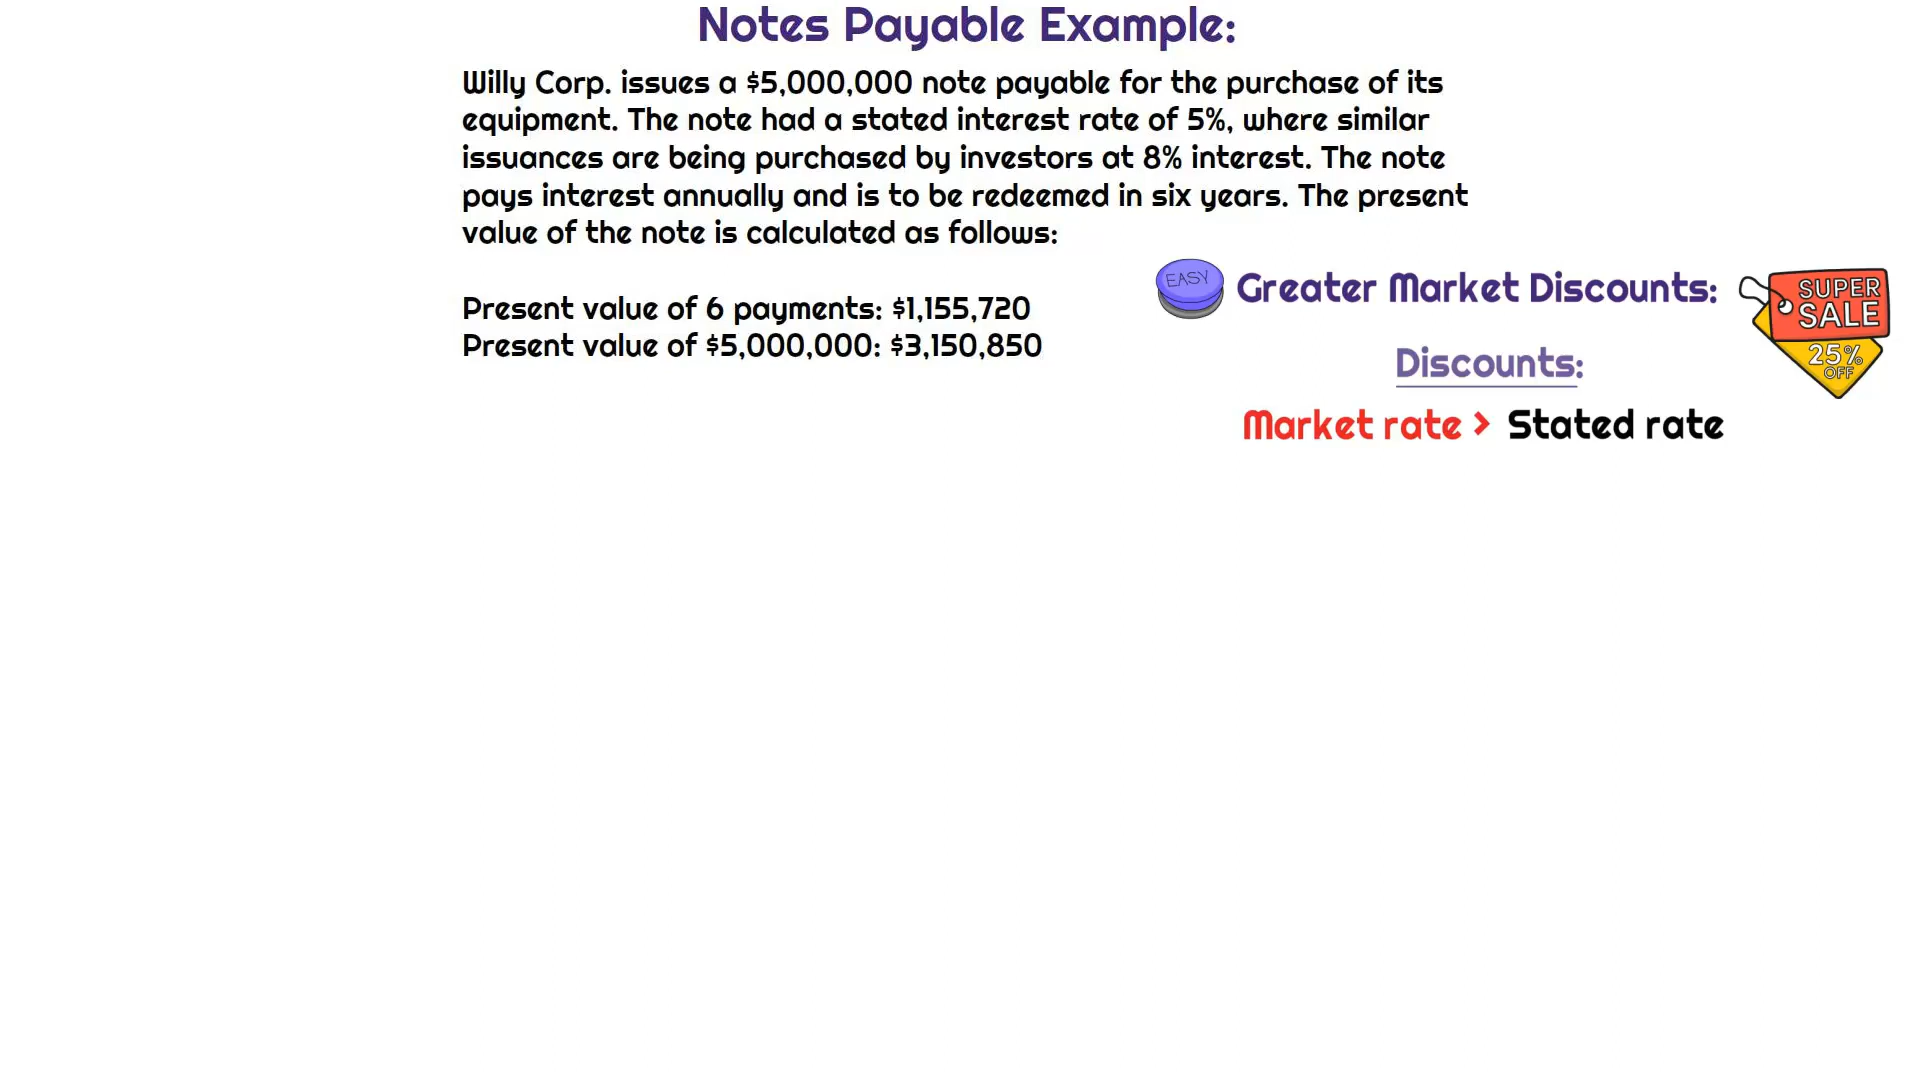 Notes Payable Example:
Willy Corp. issues a $5,000,000 note payable for the purchase of its
equipment. The note had a stated interest rate of 5%, where similar
issuances are being purchased by investors at 8% interest. The note
pays interest annually and is to be redeemed in six years. The present
value of the note is calculated as follows:
Present value of 6 payments: $1,155,720
Present value of $5,000,000: $3,150,850
EASY
Greater Market Discounts:
SUPER
SALE
25%
OFF
Discounts:
Market rate > Stated rate